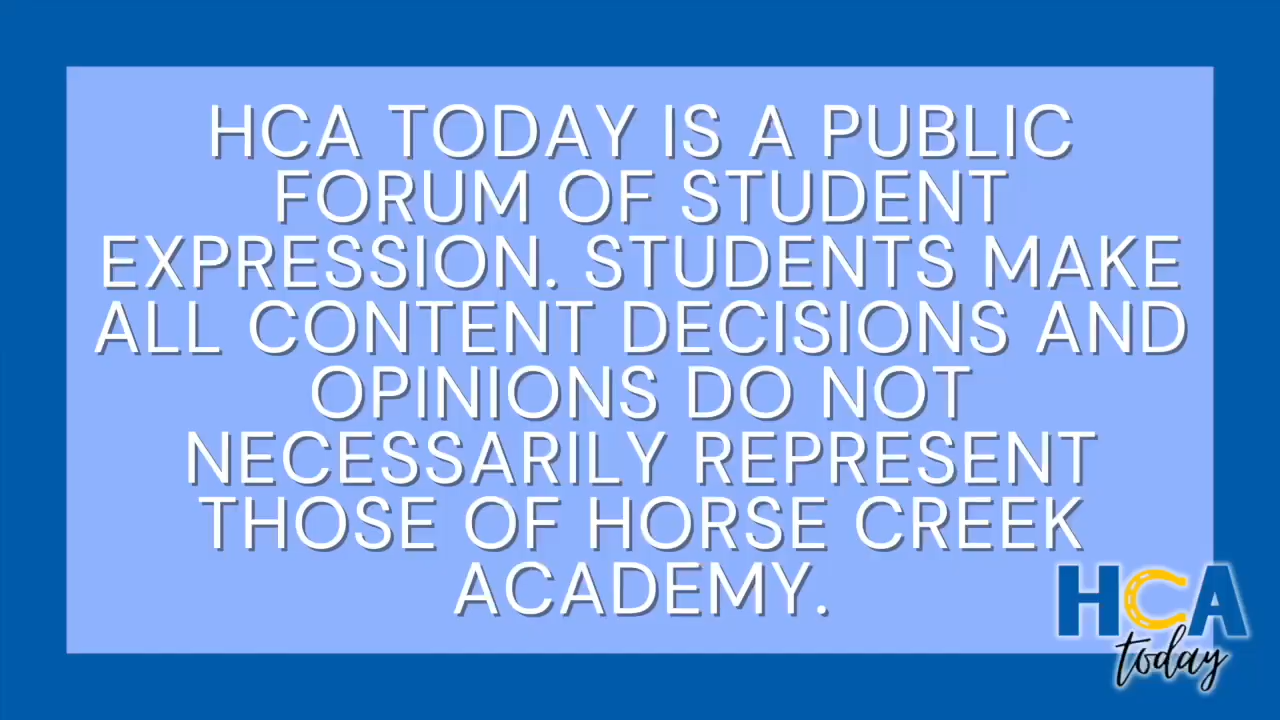 HCA TODAY IS A PUBLIC
FORUM OF STUDENT
EXPRESSION. STUDENTS MAKE
ALL CONTENT DECISIONS AND
OPINIONS DO NOT
NECESSARILY REPRESENT
THOSE OF HORSE CREEK
ACADEMY.
HCA
today